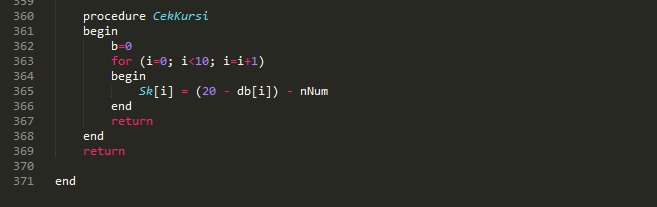 359
360 procedure CekKursi
361 begin
362 b=0
363 for (i=0; i<10; i=i+1)
364 begin
365 Sk[i] = (20 - db[i]) - nNum
366 end
367 return
368 end
369 return
370
371 end